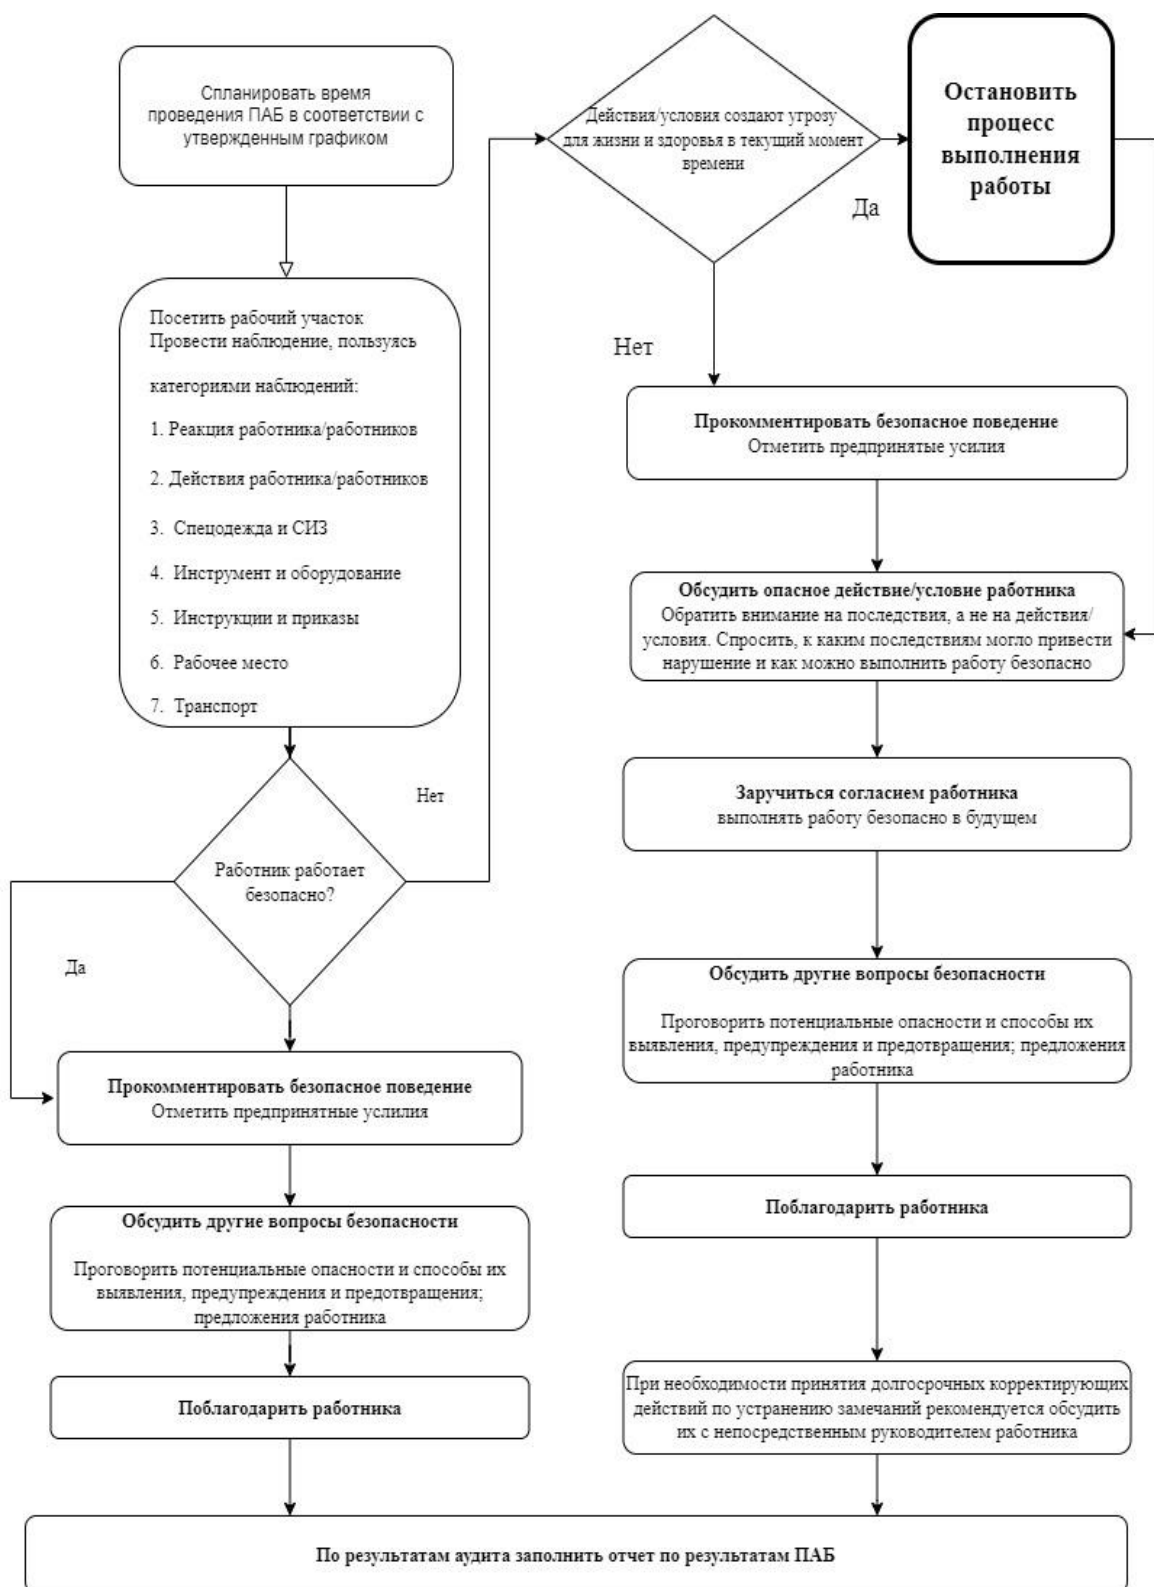 Спланировать время
проведения ПАБ в соответствии с
утвержденным графиком
Посетить рабочий участок
Провести наблюдение, пользуясь
категориями наблюдений:
1. Реакция работника/работников
2. Действия работника/работников
3. Спецодежда и СИЗ
4. Инструмент и оборудование
5. Инструкции и приказы
6. Рабочее место
7. Транспорт
Работник работает
безопасно?
Нет
Да
Прокомментировать безопасное поведение
Отметить предпринятные услилия
Обсудить другие вопросы безопасности
Проговорить потенциальные опасности и способы их
выявления, предупреждения и предотвращения;
предложения работника
Поблагодарить работника
Действия/условия создают угрозу
для жизни и здоровья в текущий момент
времени
Да
Остановить
процесс
выполнения
работы
Нет
Прокомментировать безопасное поведение
Отметить предпринятые усилия
Обсудить опасное действие/условие работника
Обратить внимание на последствия, а не на действия/
условия. Спросить, к каким последствиям могло привести
нарушение и как можно выполнить работу безопасно
Заручиться согласием работника
выполнять работу безопасно в будущем
Обсудить другие вопросы безопасности
Проговорить потенциальные опасности и способы их
выявления, предупреждения и предотвращения; предложения
работника
Поблагодарить работника
При необходимости принятия долгосрочных корректирующих
действий по устранению замечаний рекомендуется обсудить
их с непосредственным руководителем работника
По результатам аудита заполнить отчет по результатам ПАБ